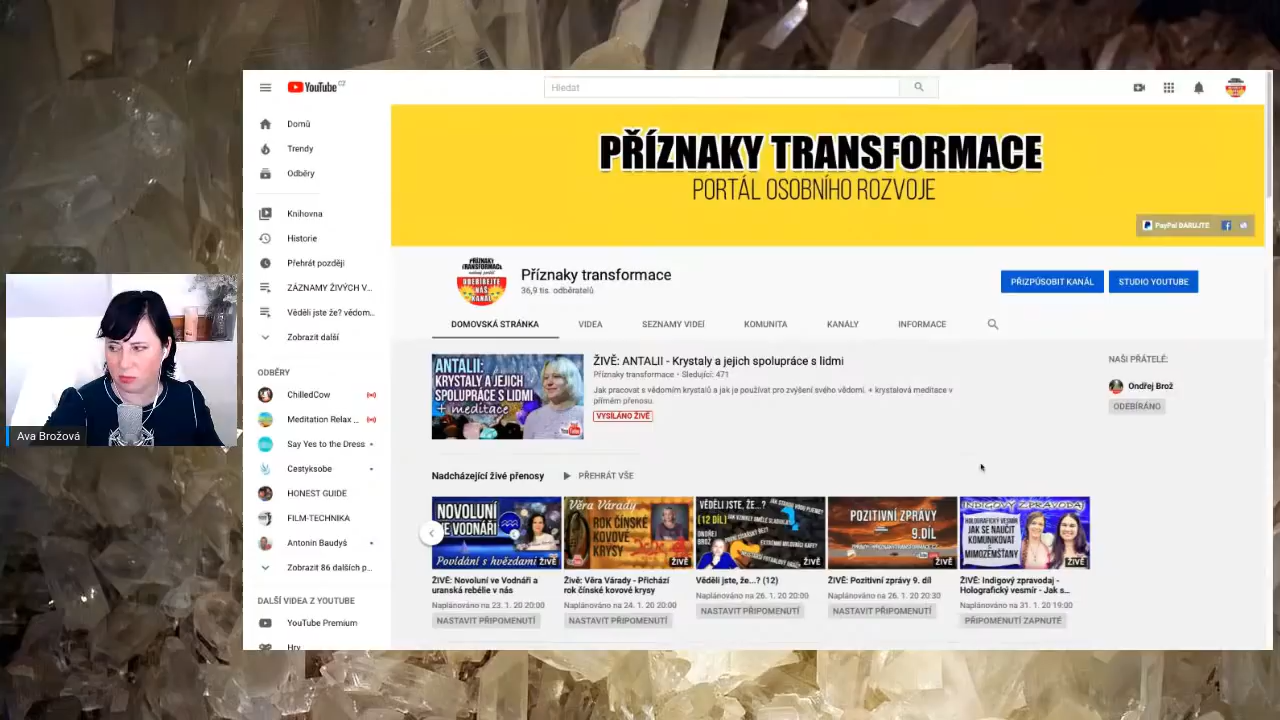 YouTube CZ
Hledat
Domů
Trendy
Odběry
Knihovna
Historie
Přehrát později
ZÁZNAMY ŽIVÝCH V...
Věděli jste že? vědom...
Zobrazit další
ODBĚRY
ChilledCow
Meditation Relax ...
Say Yes to the Dress
Cestyksobe
HONEST GUIDE
FILM-TECHNIKA
Antonin Baudyš
Zobrazit 86 dalších p...
DALŠÍ VIDEA Z YOUTUBE
YouTube Premium
Hry
Ava Brožová
PŘÍZNAKY TRANSFORMACE
PORTÁL OSOBNÍHO ROZVOJE
PayPal DARUJTE
PŘÍZNAKY
TRANSFORMACE
ODEBÍREJTE
NÁŠ
KANÁL
Příznaky transformace
36,9 tis. odběratelů
PŘIZPŮSOBIT KANÁL
STUDIO YOUTUBE
DOMOVSKÁ STRÁNKA
VIDEA
SEZNAMY VIDEÍ
KOMUNITA
KANÁLY
INFORMACE
ANTALII:
KRYSTALY A JEJICH
SPOLUPRÁCE S LIDMI
+ meditace
ŽIVĚ: ANTALII - Krystaly a jejich spolupráce s lidmi
Příznaky transformace • Sledující: 471
Jak pracovat s vědomím krystalů a jak je používat pro zvýšení svého vědomí. + krystalová meditace v
přímém přenosu.
VYSÍLÁNO ŽIVĚ
NAŠI PŘÁTELÉ:
Ondřej Brož
ODEBÍRÁNO
Nadcházející živé přenosy
PŘEHRÁT VŠE
NOVOLUNÍ
VE VODNÁŘI
Povídání s hvězdami
ŽIVĚ
ŽIVĚ: Novoluní ve Vodnáři a
uranská rebélie v nás
Naplánováno na 23. 1. 20 20:00
NASTAVIT PŘIPOMENUTÍ
Věra Várady
ROK ČÍNSKÉ
KOVOVÉ
KRYSY
ŽIVĚ
Živě: Věra Várady - Přichází
rok čínské kovové krysy
Naplánováno na 24. 1. 20 20:00
NASTAVIT PŘIPOMENUTÍ
VĚDĚLI JSTE, ŽE...?
(12 DÍL)
ONDŘEJ
BROŽ
ŽIVĚ
Věděli jste, že...? (12)
Naplánováno na 26. 1. 20 20:00
NASTAVIT PŘIPOMENUTÍ
POZITIVNÍ ZPRÁVY
9.DÍL
ŽIVĚ
ŽIVĚ: Pozitivní zprávy 9. díl
Naplánováno na 26. 1. 20 20:30
NASTAVIT PŘIPOMENUTÍ
INDIGOVÝ ZPRAVODAJ
HOLOGRAFICKÝ VESMÍR
JAK SE NAUČIT
KOMUNIKOVAT
S
MIMOZEMŠŤANY
ŽIVĚ
ŽIVĚ: Indigový zpravodaj -
Holografický vesmír - Jak s...
Naplánováno na 31. 1. 20 19:00
PŘIPOMENUTÍ ZAPNUTÉ